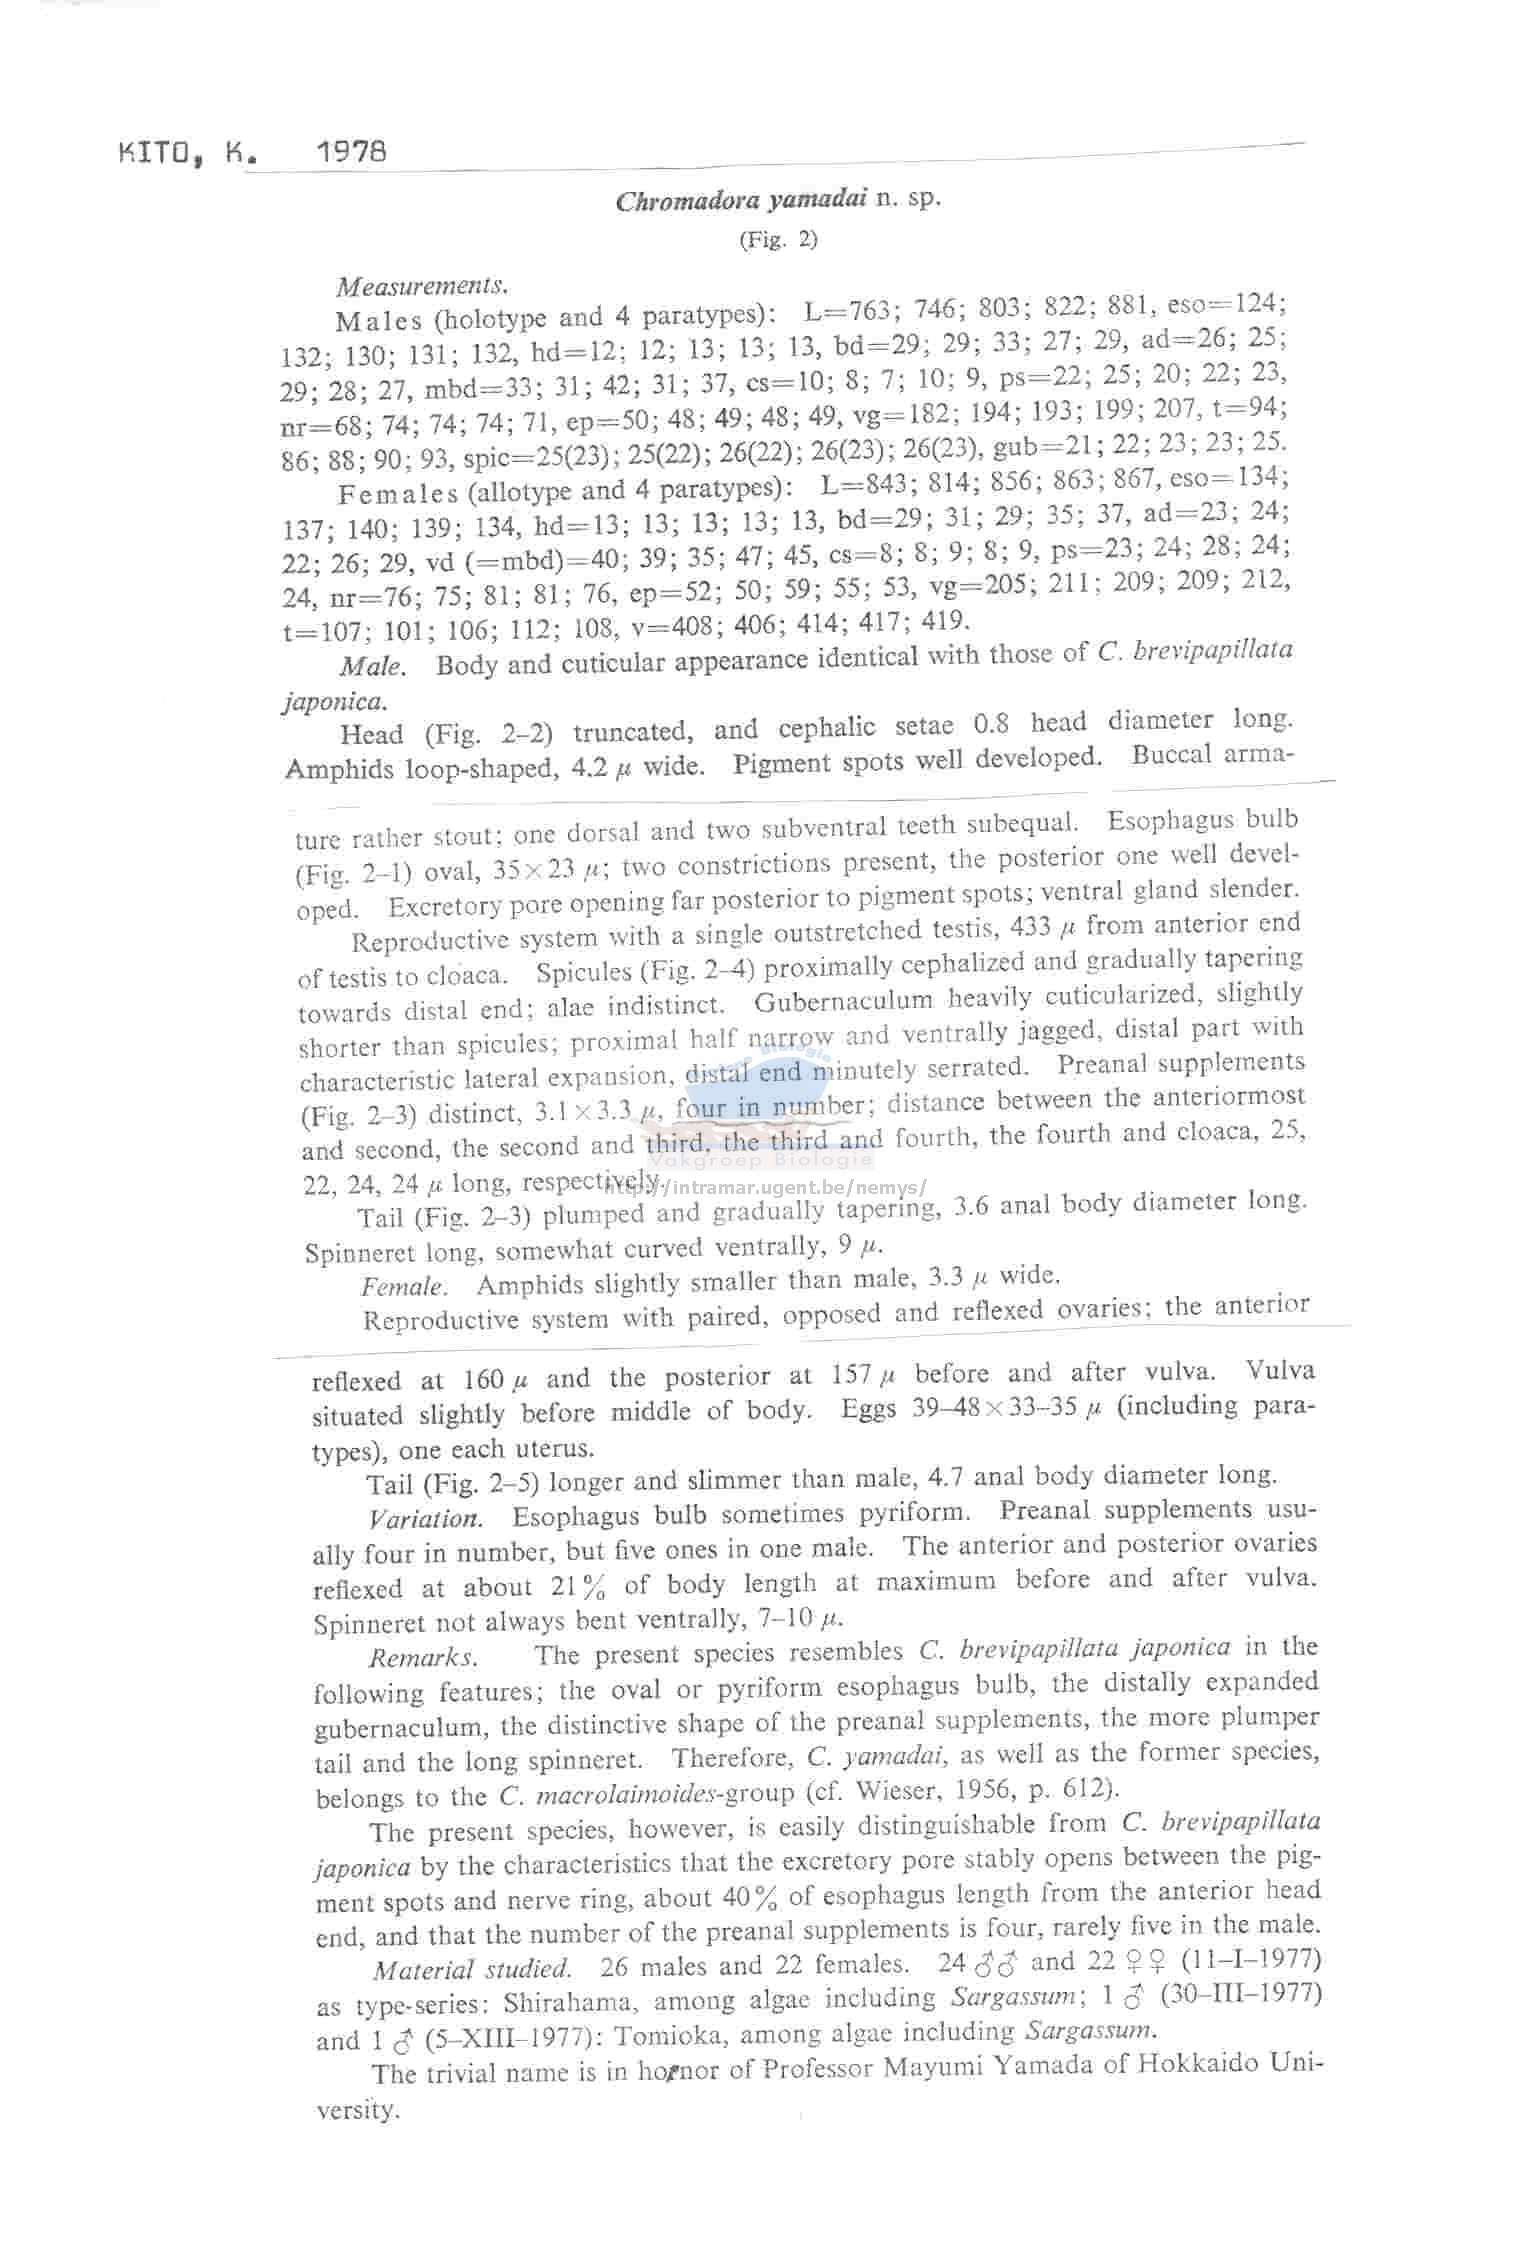 KITO, K. 1978
Chromadora yamadai n. sp.
(Fig. 2)
Measurements.
Males (holotype and 4 paratypes): L=763; 746; 803; 822; 881, eso=124;
132; 130; 131; 132, hd=12; 12; 13; 13; 13, bd=29; 29; 33; 27; 29, ad=26; 25;
29; 28; 27, mbd=33; 31; 42; 31; 37, cs=10; 8; 7; 10; 9, ps=22; 25; 20; 22; 23,
nr=68; 74; 74; 74; 71, ep=50; 48; 49; 48; 49, vg=182; 194; 193; 199; 207, t=94;
86; 88; 90; 93, spic=25(23); 25(22); 26(22); 26(23); 26(23), gub=21; 22; 23; 23; 25.
Females (allotype and 4 paratypes): L=843; 814; 856; 863; 867, eso=134;
137; 140; 139; 134, hd=13; 13; 13; 13; 13, bd=29; 31; 29; 35; 37, ad=23; 24;
22; 26; 29, vd (=mbd)=40; 39; 35; 47; 45, cs=8; 8; 9; 8; 9, ps=23; 24; 28; 24;
24, nr=76; 75; 81; 81; 76, ep=52; 50; 59; 55; 53, vg=205; 211; 209; 209; 212,
t=107; 101; 106; 112; 108, v=408; 406; 414; 417; 419.
Male. Body and cuticular appearance identical with those of C. brevipapillata
japonica.
Head (Fig. 2–2) truncated, and cephalic setae 0.8 head diameter long.
Amphids loop-shaped, 4.2 μ wide. Pigment spots well developed. Buccal arma-
ture rather stout; one dorsal and two subventral teeth subequal. Esophagus bulb
(Fig. 2–1) oval, 35×23 μ; two constrictions present, the posterior one well devel-
oped. Excretory pore opening far posterior to pigment spots; ventral gland slender.
Reproductive system with a single outstretched testis, 433 μ from anterior end
of testis to cloaca. Spicules (Fig. 2–4) proximally cephalized and gradually tapering
towards distal end; alae indistinct. Gubernaculum heavily cuticularized, slightly
shorter than spicules; proximal half narrow and ventrally jagged, distal part with
characteristic lateral expansion, distal end minutely serrated. Preanal supplements
(Fig. 2–3) distinct, 3.1×3.3 μ, four in number; distance between the anteriormost
and second, the second and third, the third and fourth, the fourth and cloaca, 25,
Vakgroep Biologie
22, 24, 24 μ long, respectively.
http://intramar.ugent.be/nemys/
Tail (Fig. 2–3) plumped and gradually tapering, 3.6 anal body diameter long.
Spinneret long, somewhat curved ventrally, 9 μ.
Female. Amphids slightly smaller than male, 3.3 μ wide.
Reproductive system with paired, opposed and reflexed ovaries; the anterior
reflexed at 160 μ and the posterior at 157 μ before and after vulva. Vulva
situated slightly before middle of body. Eggs 39–48×33–35 μ (including para-
types), one each uterus.
Tail (Fig. 2–5) longer and slimmer than male, 4.7 anal body diameter long.
Variation. Esophagus bulb sometimes pyriform. Preanal supplements usu-
ally four in number, but five ones in one male. The anterior and posterior ovaries
reflexed at about 21% of body length at maximum before and after vulva.
Spinneret not always bent ventrally, 7–10 μ.
Remarks. The present species resembles C. brevipapillata japonica in the
following features; the oval or pyriform esophagus bulb, the distally expanded
gubernaculum, the distinctive shape of the preanal supplements, the more plumper
tail and the long spinneret. Therefore, C. yamadai, as well as the former species,
belongs to the C. macrolaimoides-group (cf. Wieser, 1956, p. 612).
The present species, however, is easily distinguishable from C. brevipapillata
japonica by the characteristics that the excretory pore stably opens between the pig-
ment spots and nerve ring, about 40% of esophagus length from the anterior head
end, and that the number of the preanal supplements is four, rarely five in the male.
Material studied. 26 males and 22 females. 24 ♂♂ and 22 ♀♀ (11–I–1977)
as type-series: Shirahama, among algae including Sargassum; 1 ♂ (30–III–1977)
and 1 ♂ (5–XIII–1977): Tomioka, among algae including Sargassum.
The trivial name is in honor of Professor Mayumi Yamada of Hokkaido Uni-
versity.